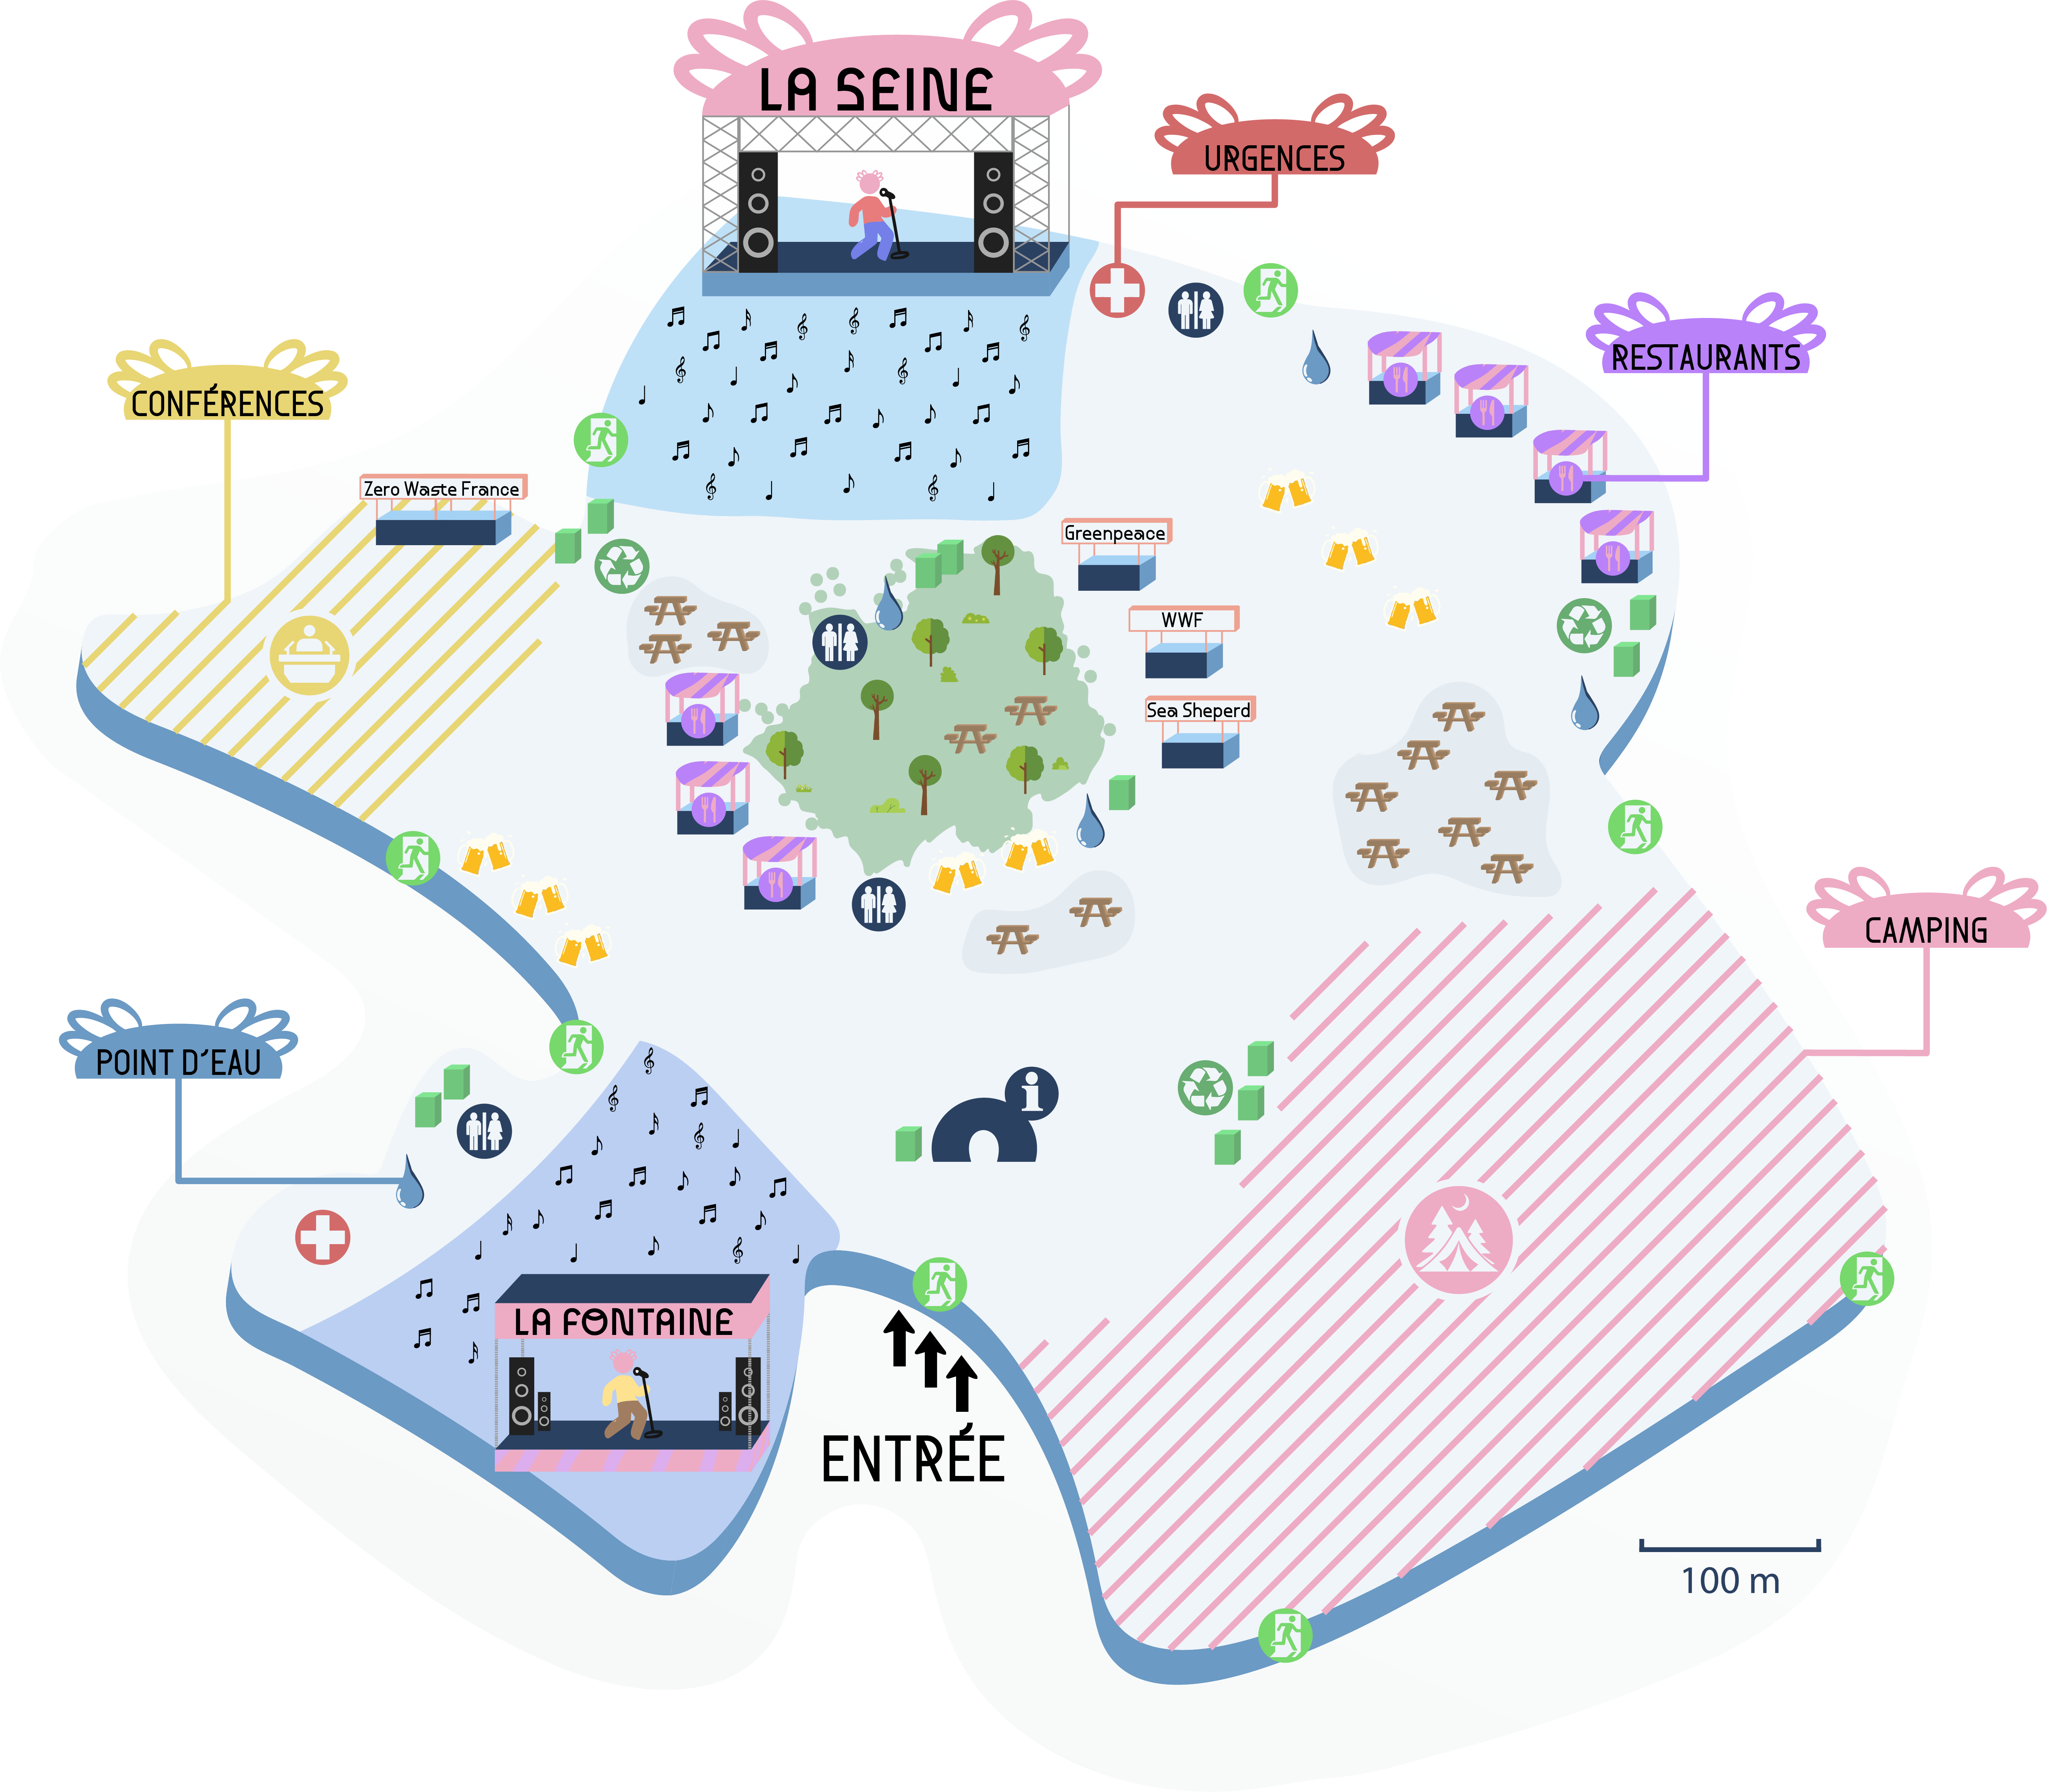 LA SEINE
URGENCES
RESTAURANTS
CONFÉRENCES
Zero Waste France
Greenpeace
WWF
Sea Sheperd
CAMPING
POINT D'EAU
i
LA FONTAINE
ENTRÉE
100 m